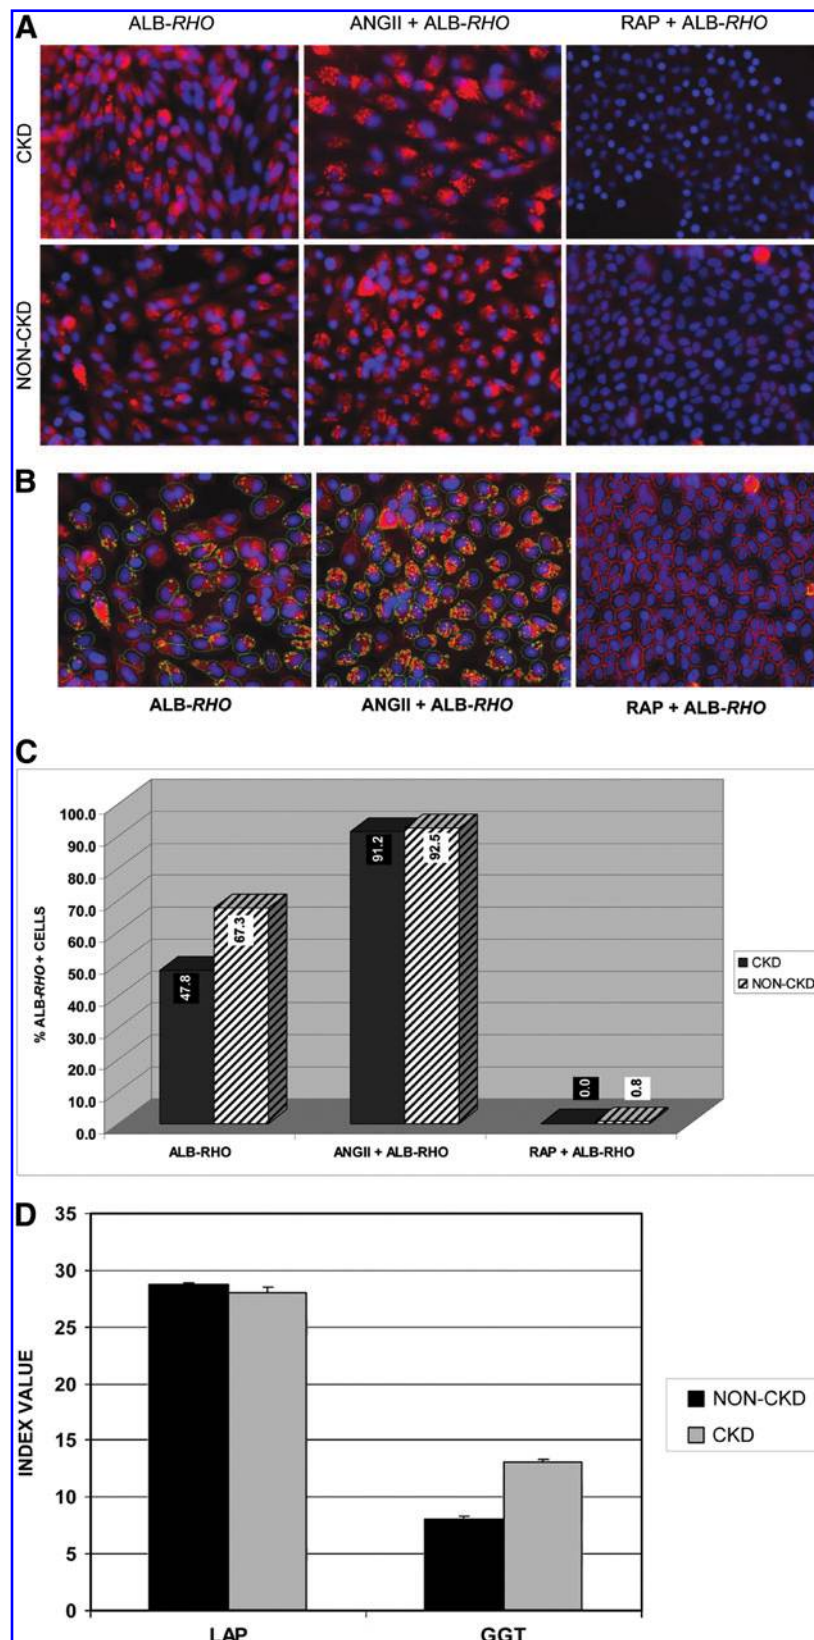 A
ALB-RHO
ANGII + ALB-RHO
RAP + ALB-RHO
CKD
NON-CKD
B
ALB-RHO
ANGII + ALB-RHO
RAP + ALB-RHO
C
% ALB-RHO + CELLS
100.0
90.0
80.0
70.0
60.0
50.0
40.0
30.0
20.0
10.0
0.0
47.8
67.3
91.2
92.5
0.0
0.8
ALB-RHO
ANGII + ALB-RHO
RAP + ALB-RHO
CKD
NON-CKD
D
INDEX VALUE
35
30
25
20
15
10
5
0
LAP
GGT
NON-CKD
CKD